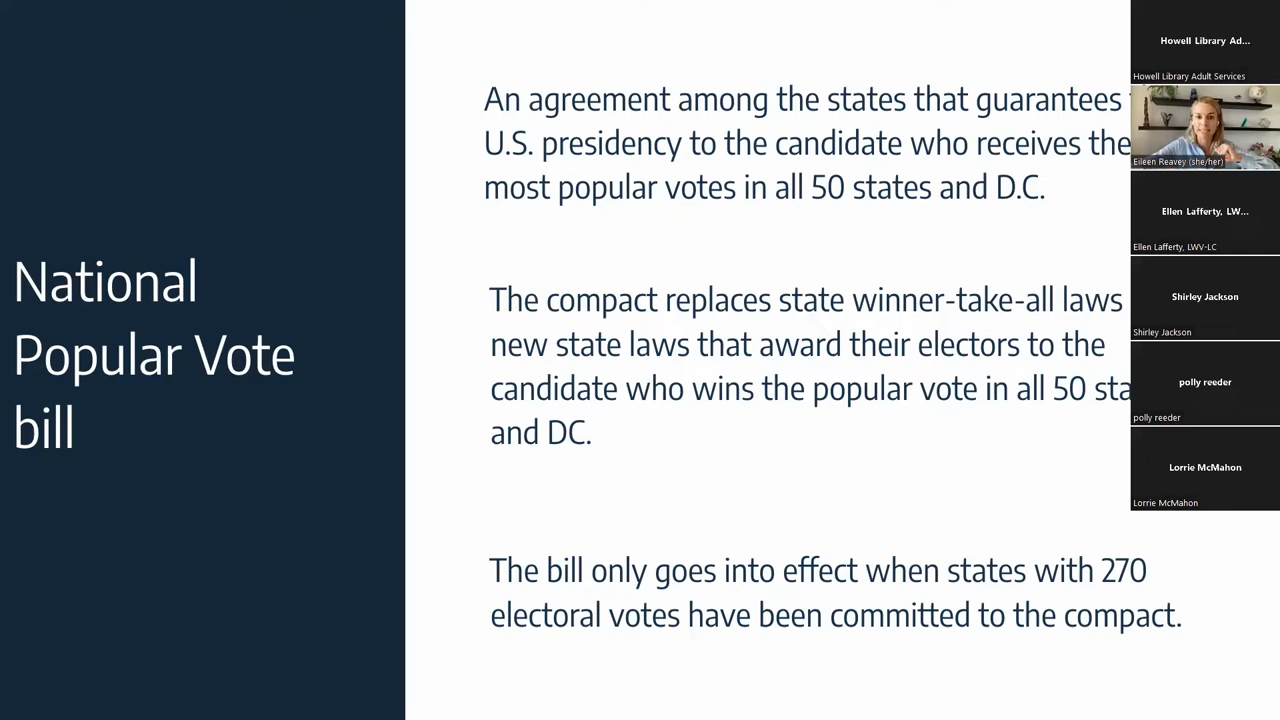 National
Popular Vote
bill
An agreement among the states that guarantees
U.S. presidency to the candidate who receives the
most popular votes in all 50 states and D.C.
The compact replaces state winner-take-all laws
new state laws that award their electors to the
candidate who wins the popular vote in all 50 sta
and DC.
The bill only goes into effect when states with 270
electoral votes have been committed to the compact.
Howell Library Ad...
Howell Library Adult Services
Eileen Reavey (she/her)
Ellen Lafferty, LW...
Ellen Lafferty, LWV-LC
Shirley Jackson
Shirley Jackson
polly reeder
polly reeder
Lorrie McMahon
Lorrie McMahon